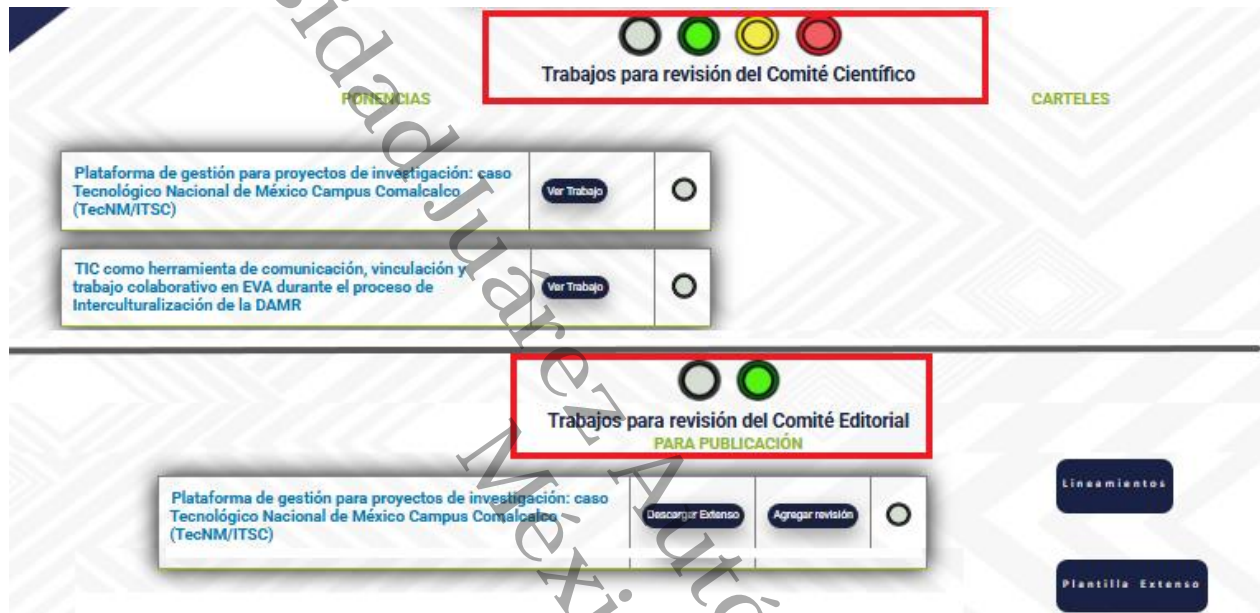 Trabajos para revisión del Comité Científico
PONENCIAS
CARTELES
Plataforma de gestión para proyectos de investigación: caso
Tecnológico Nacional de México Campus Comalcalco
(TecNM/ITSC)
Ver Trabajo
TIC como herramienta de comunicación, vinculación y
trabajo colaborativo en EVA durante el proceso de
Interculturalización de la DAMR
Ver Trabajo
Trabajos para revisión del Comité Editorial
PARA PUBLICACIÓN
Plataforma de gestión para proyectos de investigación: caso
Tecnológico Nacional de México Campus Comalcalco
(TecNM/ITSC)
Descargar Extenso
Agregar revisión
Lineamientos
Plantilla Extenso
sidad Juárez Autó
Méxi